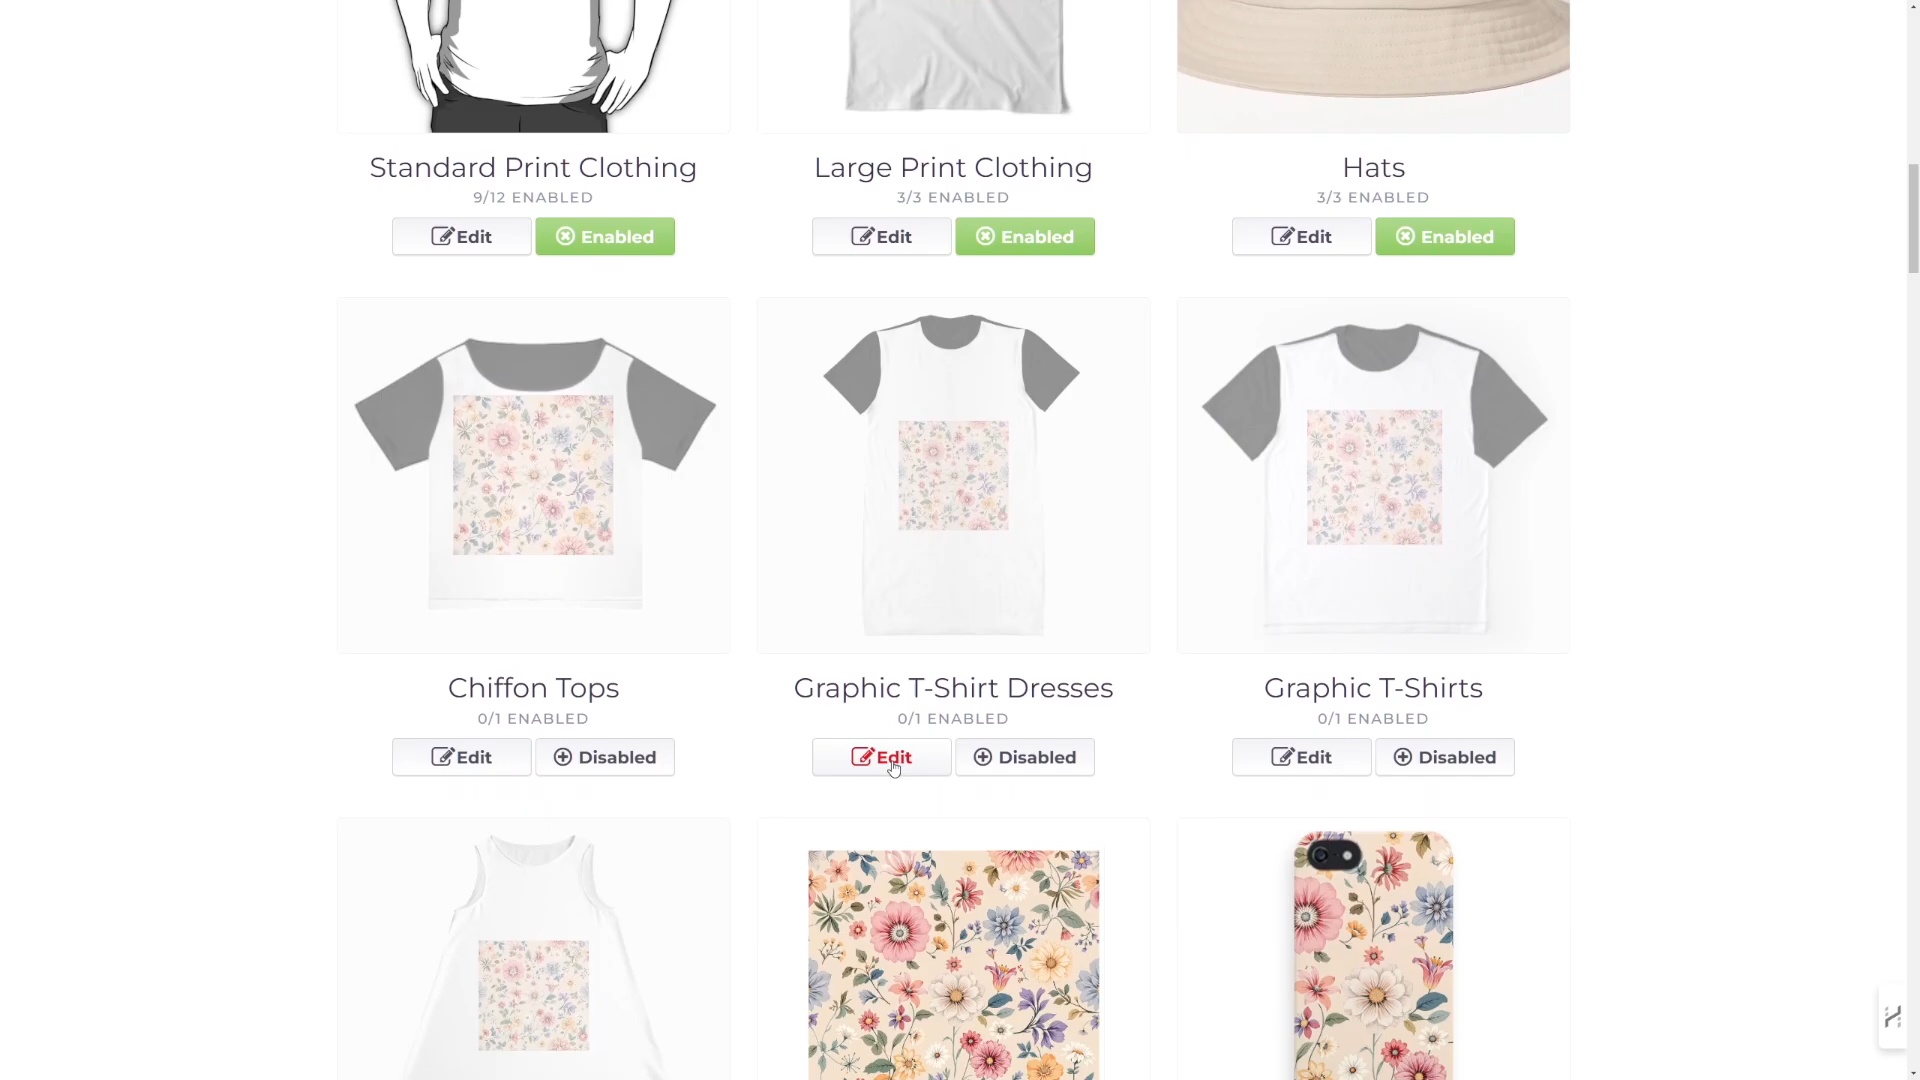 Standard Print Clothing
9/12 ENABLED
Edit
Enabled
Large Print Clothing
3/3 ENABLED
Edit
Enabled
Hats
3/3 ENABLED
Edit
Enabled
Chiffon Tops
0/1 ENABLED
Edit
Disabled
Graphic T-Shirt Dresses
0/1 ENABLED
Edit
Disabled
Graphic T-Shirts
0/1 ENABLED
Edit
Disabled